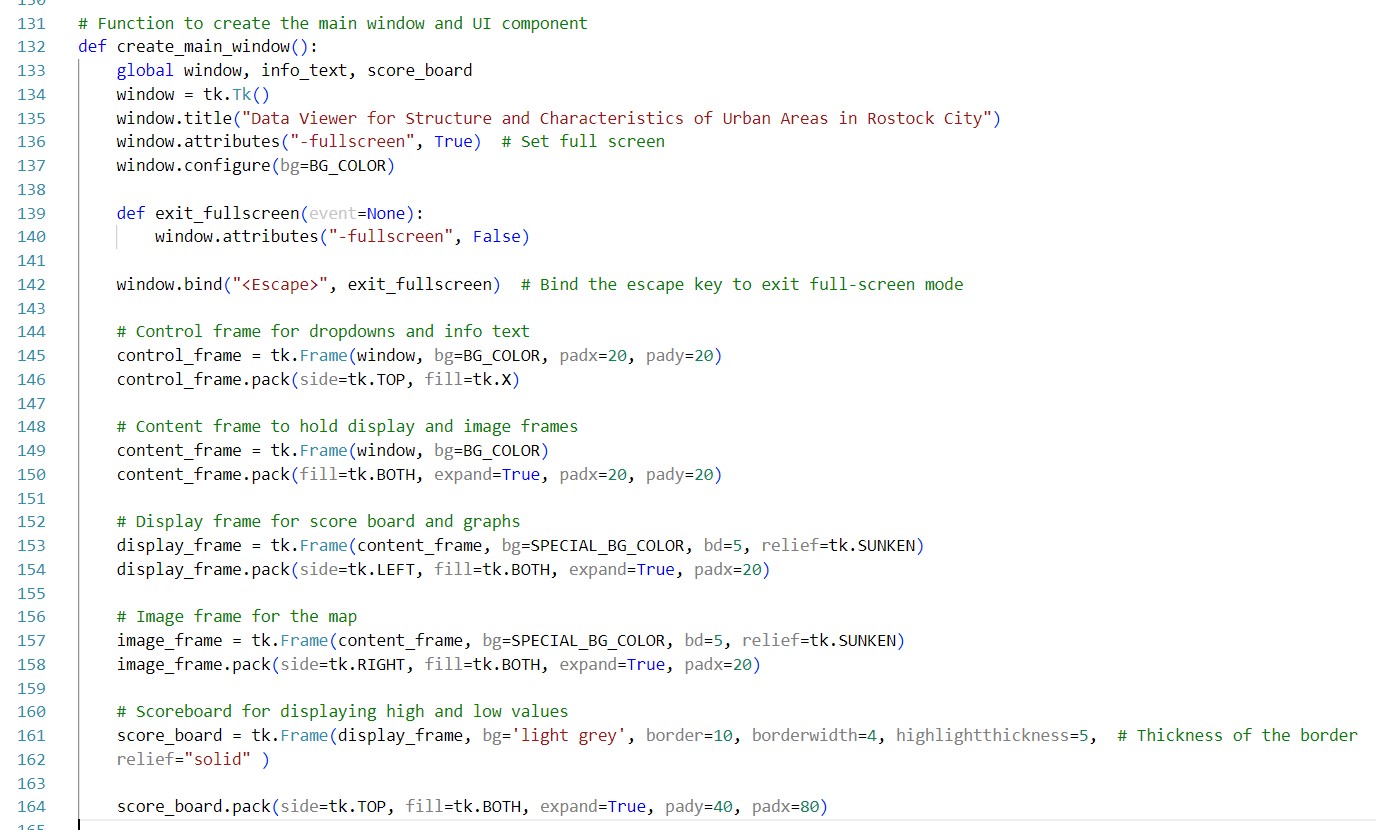 130
131 # Function to create the main window and UI component
132 def create_main_window():
133     global window, info_text, score_board
134     window = tk.Tk()
135     window.title("Data Viewer for Structure and Characteristics of Urban Areas in Rostock City")
136     window.attributes("-fullscreen", True)  # Set full screen
137     window.configure(bg=BG_COLOR)
138
139     def exit_fullscreen(event=None):
140         window.attributes("-fullscreen", False)
141
142     window.bind("<Escape>", exit_fullscreen)  # Bind the escape key to exit full-screen mode
143
144     # Control frame for dropdowns and info text
145     control_frame = tk.Frame(window, bg=BG_COLOR, padx=20, pady=20)
146     control_frame.pack(side=tk.TOP, fill=tk.X)
147
148     # Content frame to hold display and image frames
149     content_frame = tk.Frame(window, bg=BG_COLOR)
150     content_frame.pack(fill=tk.BOTH, expand=True, padx=20, pady=20)
151
152     # Display frame for score board and graphs
153     display_frame = tk.Frame(content_frame, bg=SPECIAL_BG_COLOR, bd=5, relief=tk.SUNKEN)
154     display_frame.pack(side=tk.LEFT, fill=tk.BOTH, expand=True, padx=20)
155
156     # Image frame for the map
157     image_frame = tk.Frame(content_frame, bg=SPECIAL_BG_COLOR, bd=5, relief=tk.SUNKEN)
158     image_frame.pack(side=tk.RIGHT, fill=tk.BOTH, expand=True, padx=20)
159
160     # Scoreboard for displaying high and low values
161     score_board = tk.Frame(display_frame, bg='light grey', border=10, borderwidth=4, highlightthickness=5,  # Thickness of the border
162     relief="solid" )
163
164     score_board.pack(side=tk.TOP, fill=tk.BOTH, expand=True, pady=40, padx=80)
165